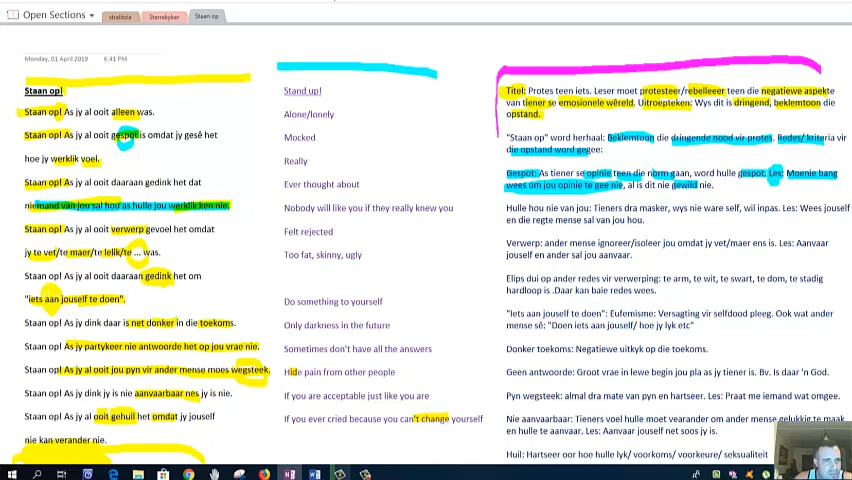 Open Sections
strelitzia
Sterrekyker
Staan op
Monday, 01 April 2019 6:41 PM
Staan op!
Staan op! As jy al ooit alleen was.
Staan op! As jy al ooit gespot is omdat jy gesê het
hoe jy werklik voel.
Staan op! As jy al ooit daaraan gedink het dat
niemand van jou sal hou as hulle jou werklik ken nie.
Staan op! As jy al ooit verwerp gevoel het omdat
jy te vet/te maer/te lelik/te ... was.
Staan op! As jy al ooit daaraan gedink het om
"iets aan jouself te doen".
Staan op! As jy dink daar is net donker in die toekoms.
Staan op! As jy partykeer nie antwoorde het op jou vrae nie.
Staan op! As jy al ooit jou pyn vir ander mense moes wegsteek.
Staan op! As jy dink jy is nie aanvaarbaar nes jy is nie.
Staan op! As jy al ooit gehuil het omdat jy jouself
nie kan verander nie.
Stand up!
Alone/lonely
Mocked
Really
Ever thought about
Nobody will like you if they really knew you
Felt rejected
Too fat, skinny, ugly
Do something to yourself
Only darkness in the future
Sometimes don't have all the answers
Hide pain from other people
If you are acceptable just like you are
If you ever cried because you can't change yourself
Titel: Protes teen iets. Leser moet protesteer/rebelleer teen die negatiewe aspekte
van tiener se emosionele wêreld. Uitroepteken: Wys dit is dringend, beklemtoon die
opstand.
"Staan op" word herhaal: Beklemtoon die dringende nood vir protes. Redes/ kriteria vir
die opstand word gegee:
Gespot: As tiener se opinie teen die norm gaan, word hulle gespot. Les: Moenie bang
wees om jou opinie te gee nie, al is dit nie gewild nie.
Hulle hou nie van jou: Tieners dra masker, wys nie ware self, wil inpas. Les: Wees jouself
en die regte mense sal van jou hou.
Verwerp: ander mense ignoreer/isoleer jou omdat jy vet/maer ens is. Les: Aanvaar
jouself en ander sal jou aanvaar.
Elips dui op ander redes vir verwerping: te arm, te wit, te swart, te dom, te stadig
hardloop is .Daar kan baie redes wees.
"Iets aan jouself te doen": Eufemisme: Versagting vir selfdood pleeg. Ook wat ander
mense sê: "Doen iets aan jouself/ hoe jy lyk etc"
Donker toekoms: Negatiewe uitkyk op die toekoms.
Geen antwoorde: Groot vrae in lewe begin jou pla as jy tiener is. Bv. Is daar 'n God.
Pyn wegsteek: almal dra mate van pyn en hartseer. Les: Praat me iemand wat omgee.
Nie aanvaarbaar: Tieners voel hulle moet vearander om ander mense gelukkig te maak
en hulle te aanvaar. Les: Aanvaar jouself net soos jy is.
Huil: Hartseer oor hoe hulle lyk/ voorkoms/ voorkeure/ seksualiteit